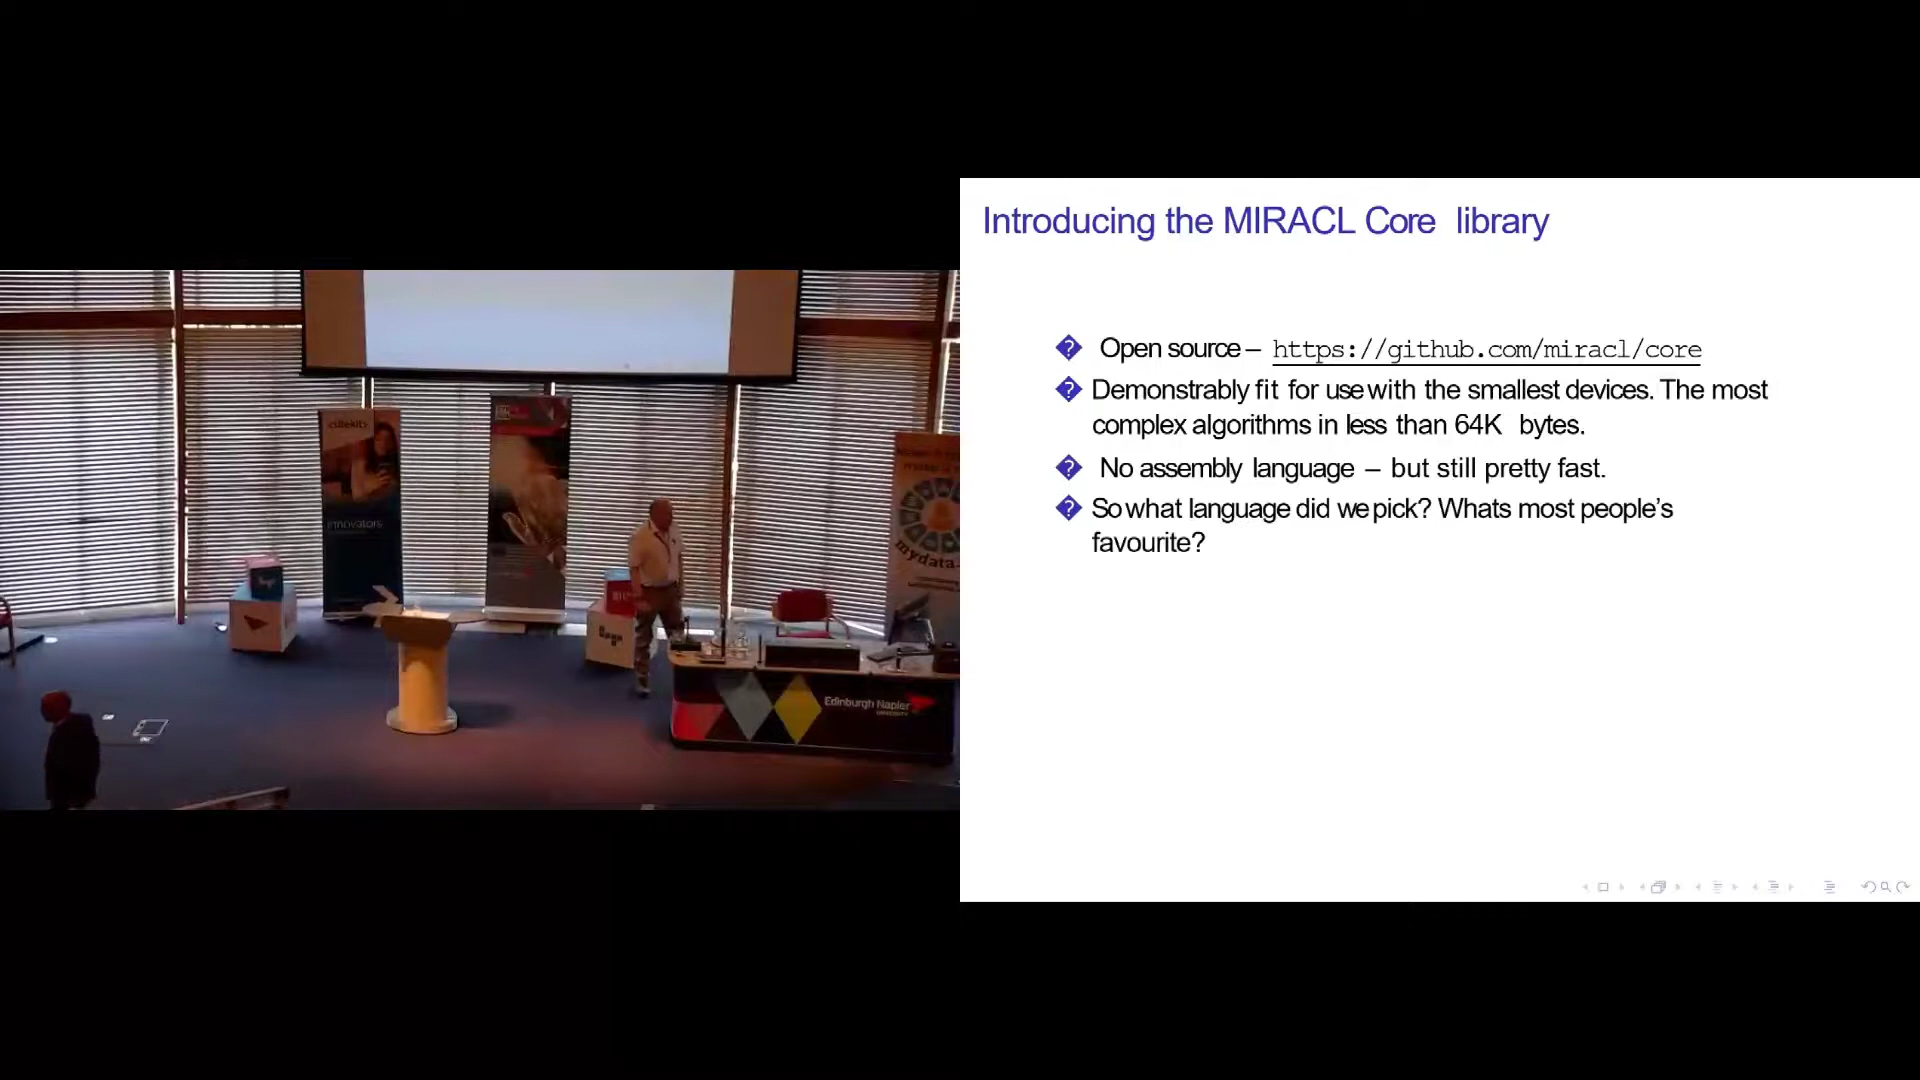 Introducing the MIRACL Core library
Open source – https://github.com/miracl/core
Demonstrably fit for use with the smallest devices. The most
complex algorithms in less than 64K bytes.
No assembly language – but still pretty fast.
So what language did we pick? Whats most people’s
favourite?
<sitekit>
innovators
mydata-
Edinburgh Napier
UNIVERSITY